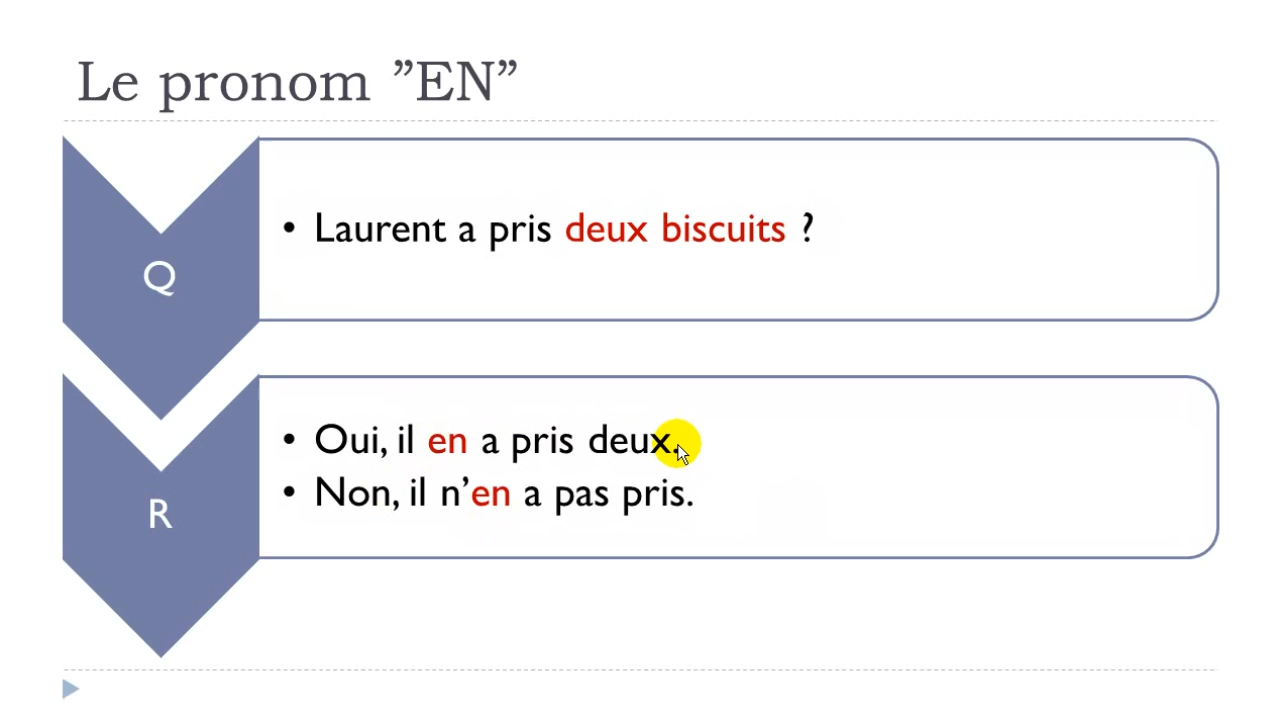 Le pronom ”EN”
Q
• Laurent a pris deux biscuits ?
R
• Oui, il en a pris deux.
• Non, il n’en a pas pris.